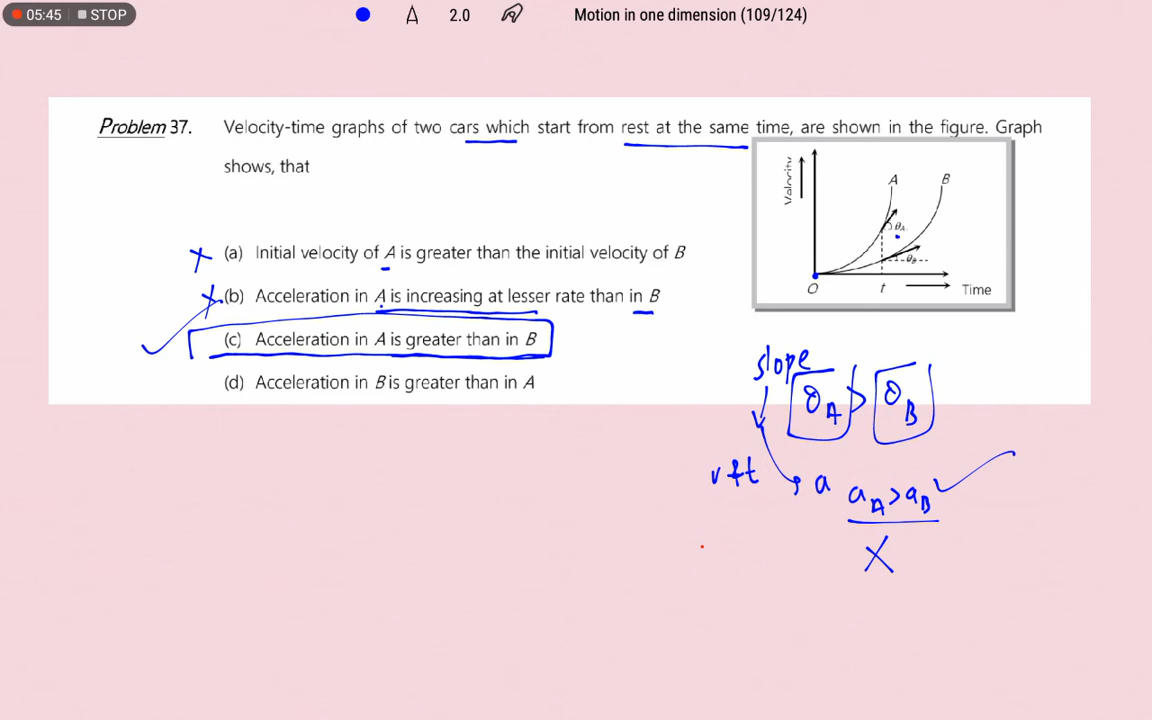 05:45 STOP 2.0 Motion in one dimension (109/124)
Problem 37. Velocity-time graphs of two cars which start from rest at the same time, are shown in the figure. Graph
shows, that
Velocity
A B
θA
θB
O t Time
(a) Initial velocity of A is greater than the initial velocity of B
(b) Acceleration in A is increasing at lesser rate than in B
(c) Acceleration in A is greater than in B
(d) Acceleration in B is greater than in A
slope
θA > θB
v & t
a aA > aB